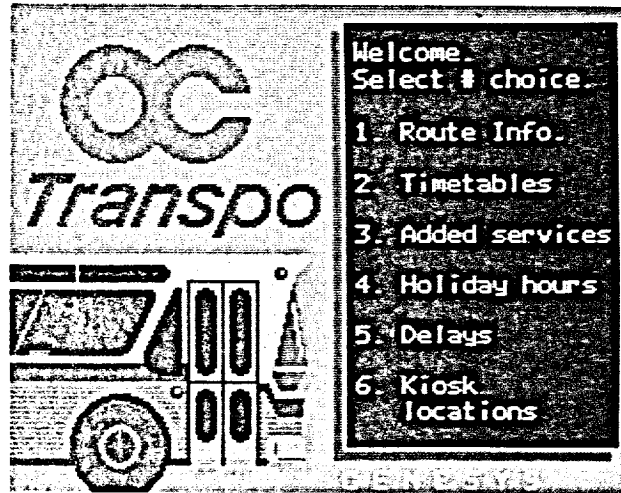 OC
Transpo
Welcome.
Select # choice.
1. Route Info.
2. Timetables
3. Added services
4. Holiday hours
5. Delays
6. Kiosk
locations
GENESYS